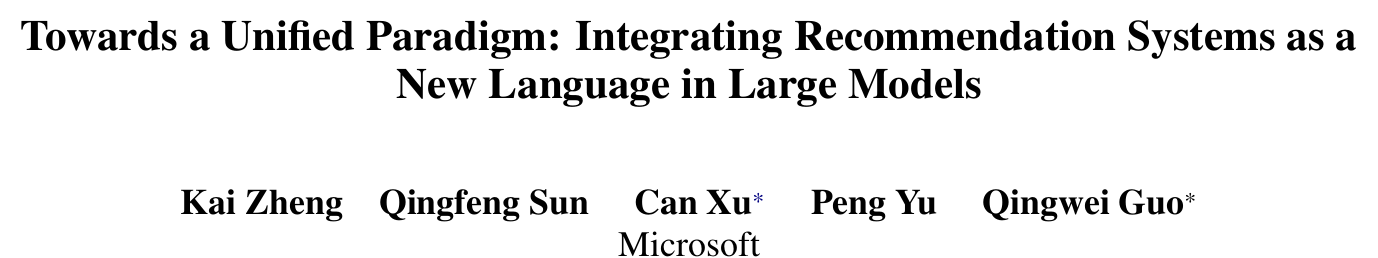 Towards a Unified Paradigm: Integrating Recommendation Systems as a
New Language in Large Models
Kai Zheng Qingfeng Sun Can Xu* Peng Yu Qingwei Guo*
Microsoft